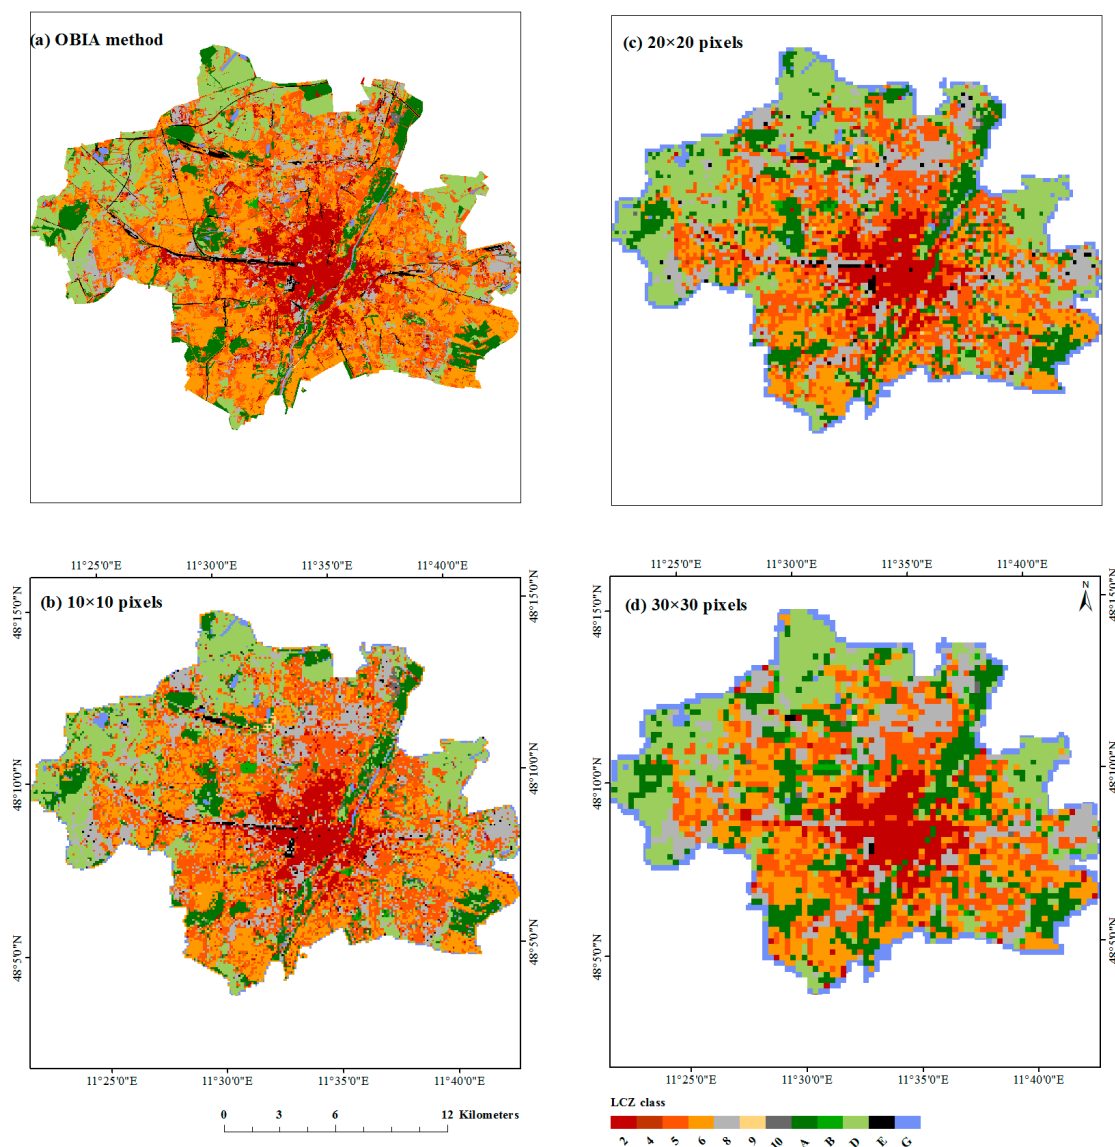 (a) OBIA method
(c) 20×20 pixels
11°25'0"E 11°30'0"E 11°35'0"E 11°40'0"E
11°25'0"E 11°30'0"E 11°35'0"E 11°40'0"E
(b) 10×10 pixels
(d) 30×30 pixels
N
48°15'0"N
48°15'0"N
48°15'0"N
48°10'0"N
48°10'0"N
48°10'0"N
48°5'0"N
48°5'0"N
48°5'0"N
11°25'0"E 11°30'0"E 11°35'0"E 11°40'0"E
11°25'0"E 11°30'0"E 11°35'0"E 11°40'0"E
LCZ class
0 3 6 12 Kilometers
2 4 5 6 8 9 10 A B D E G